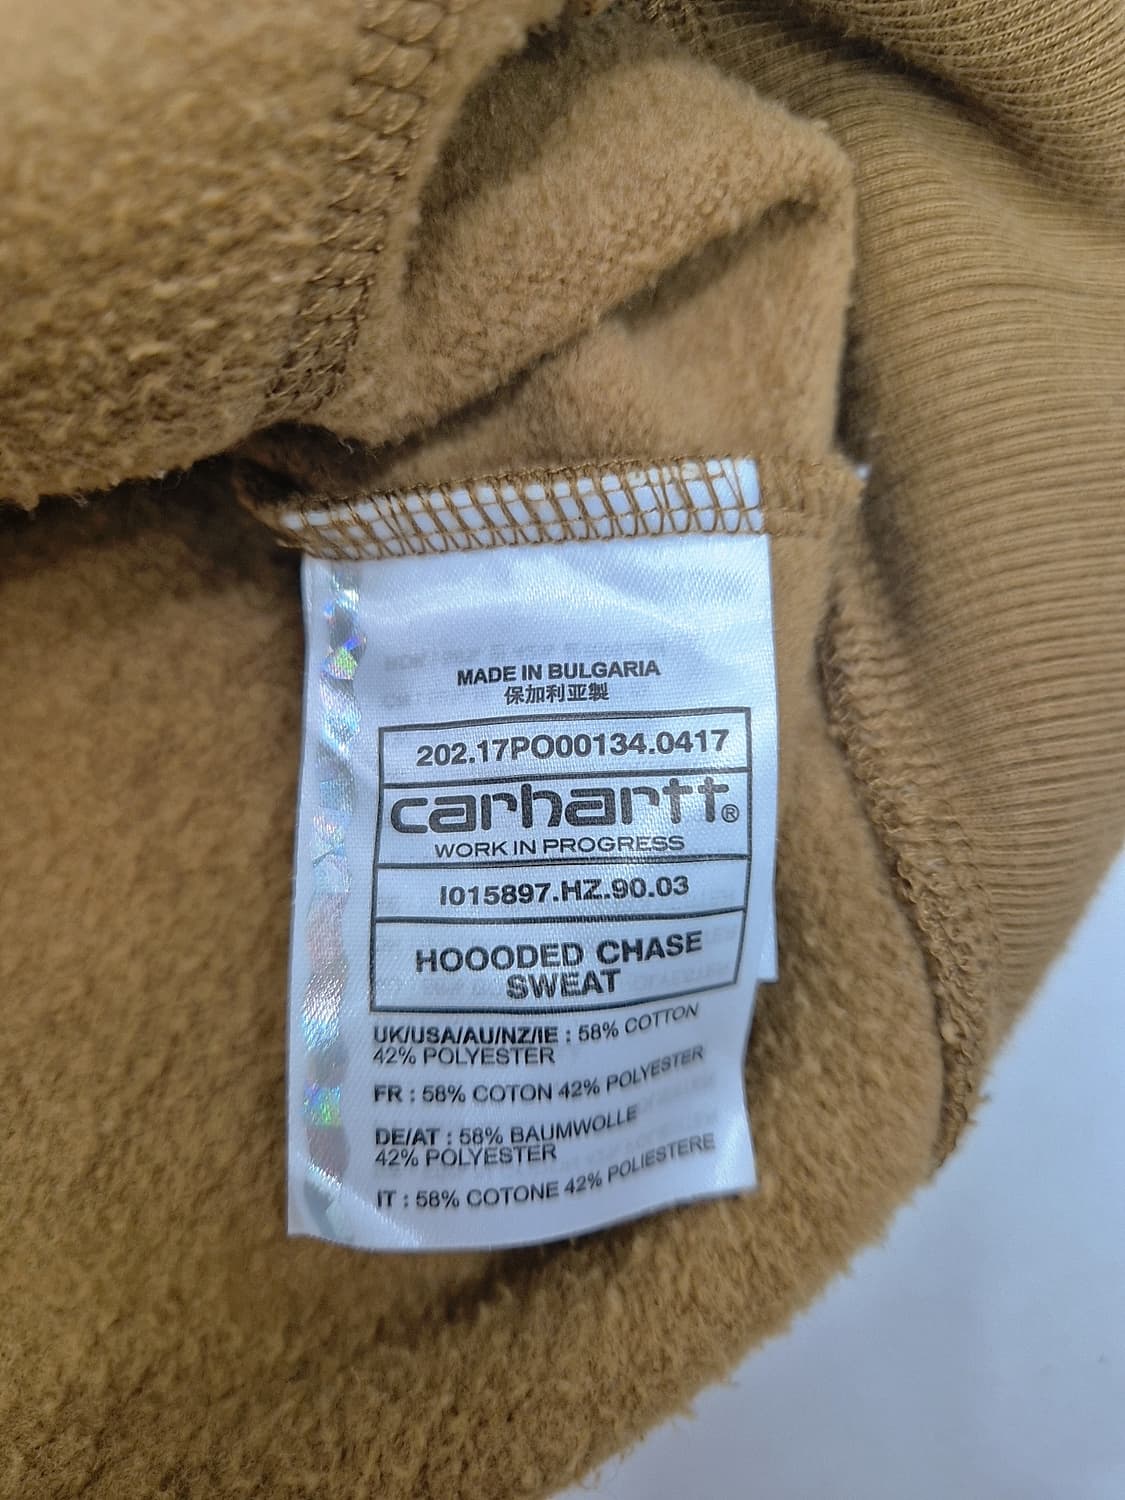 MADE IN BULGARIA
保加利亚製
202.17PO00134.0417
carhartt®
WORK IN PROGRESS
I015897.HZ.90.03
HOOODED CHASE
SWEAT
UK/USA/AU/NZ/IE : 58% COTTON
42% POLYESTER
FR : 58% COTON 42% POLYESTER
DE/AT : 58% BAUMWOLLE
42% POLYESTER
IT : 58% COTONE 42% POLIESTERE